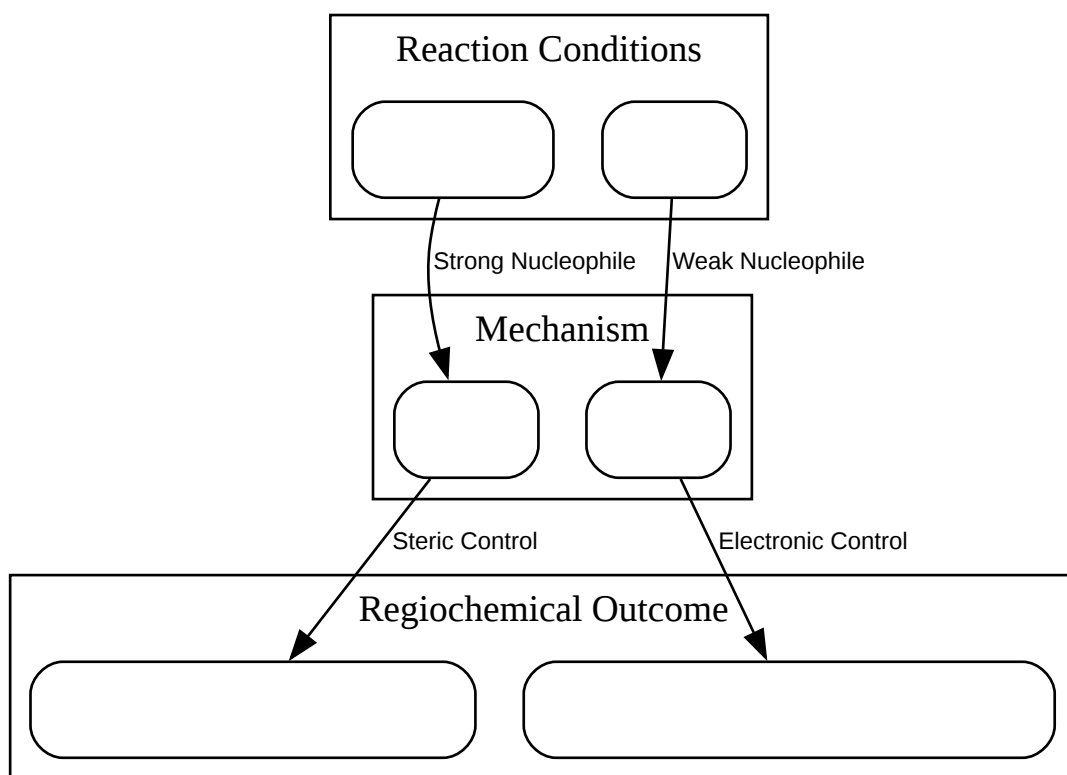 Reaction Conditions
Strong Nucleophile
Weak Nucleophile
Mechanism
Steric Control
Electronic Control
Regiochemical Outcome